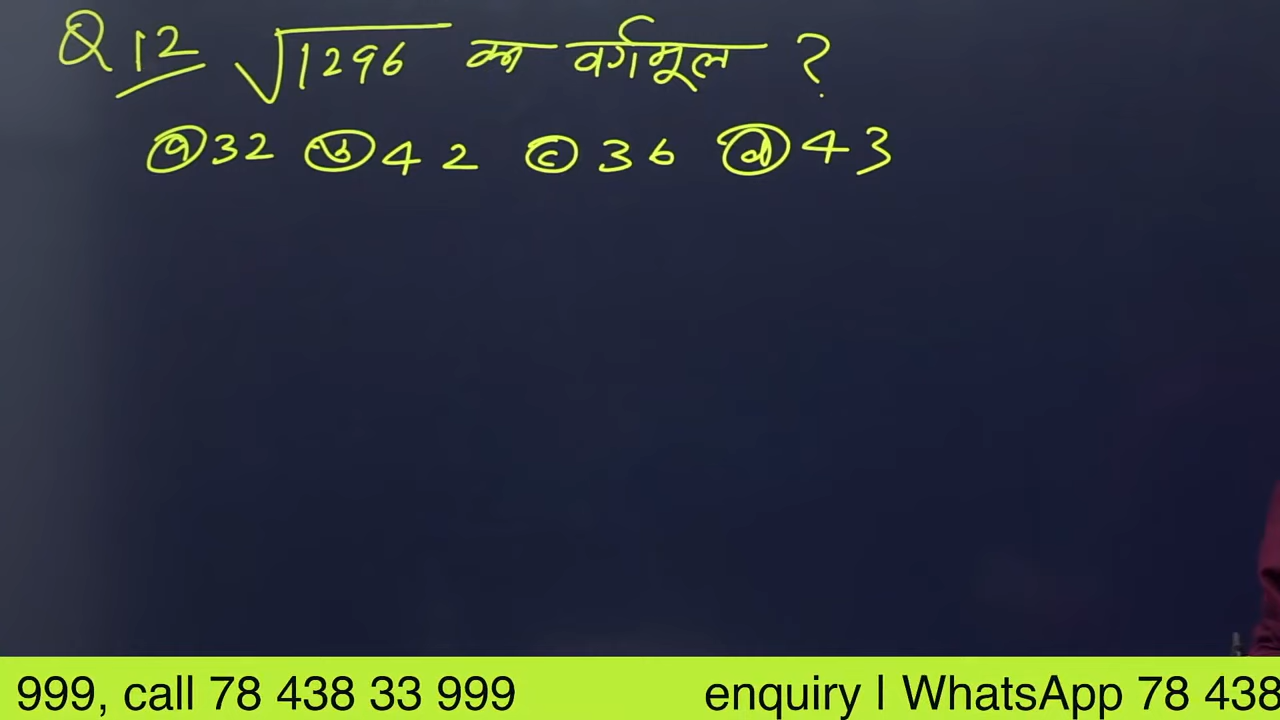 Q 12 √1296 का वर्गमूल ?
(a) 32 (b) 42 (c) 36 (d) 43
999, call 78 438 33 999 enquiry | WhatsApp 78 438